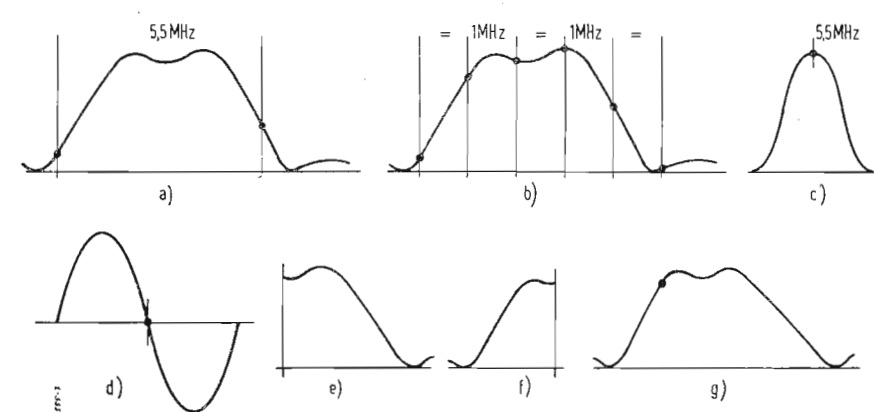 5,5 MHz
= 1MHz = 1MHz =
5,5 MHz
a)
b)
c)
d)
e)
f)
g)